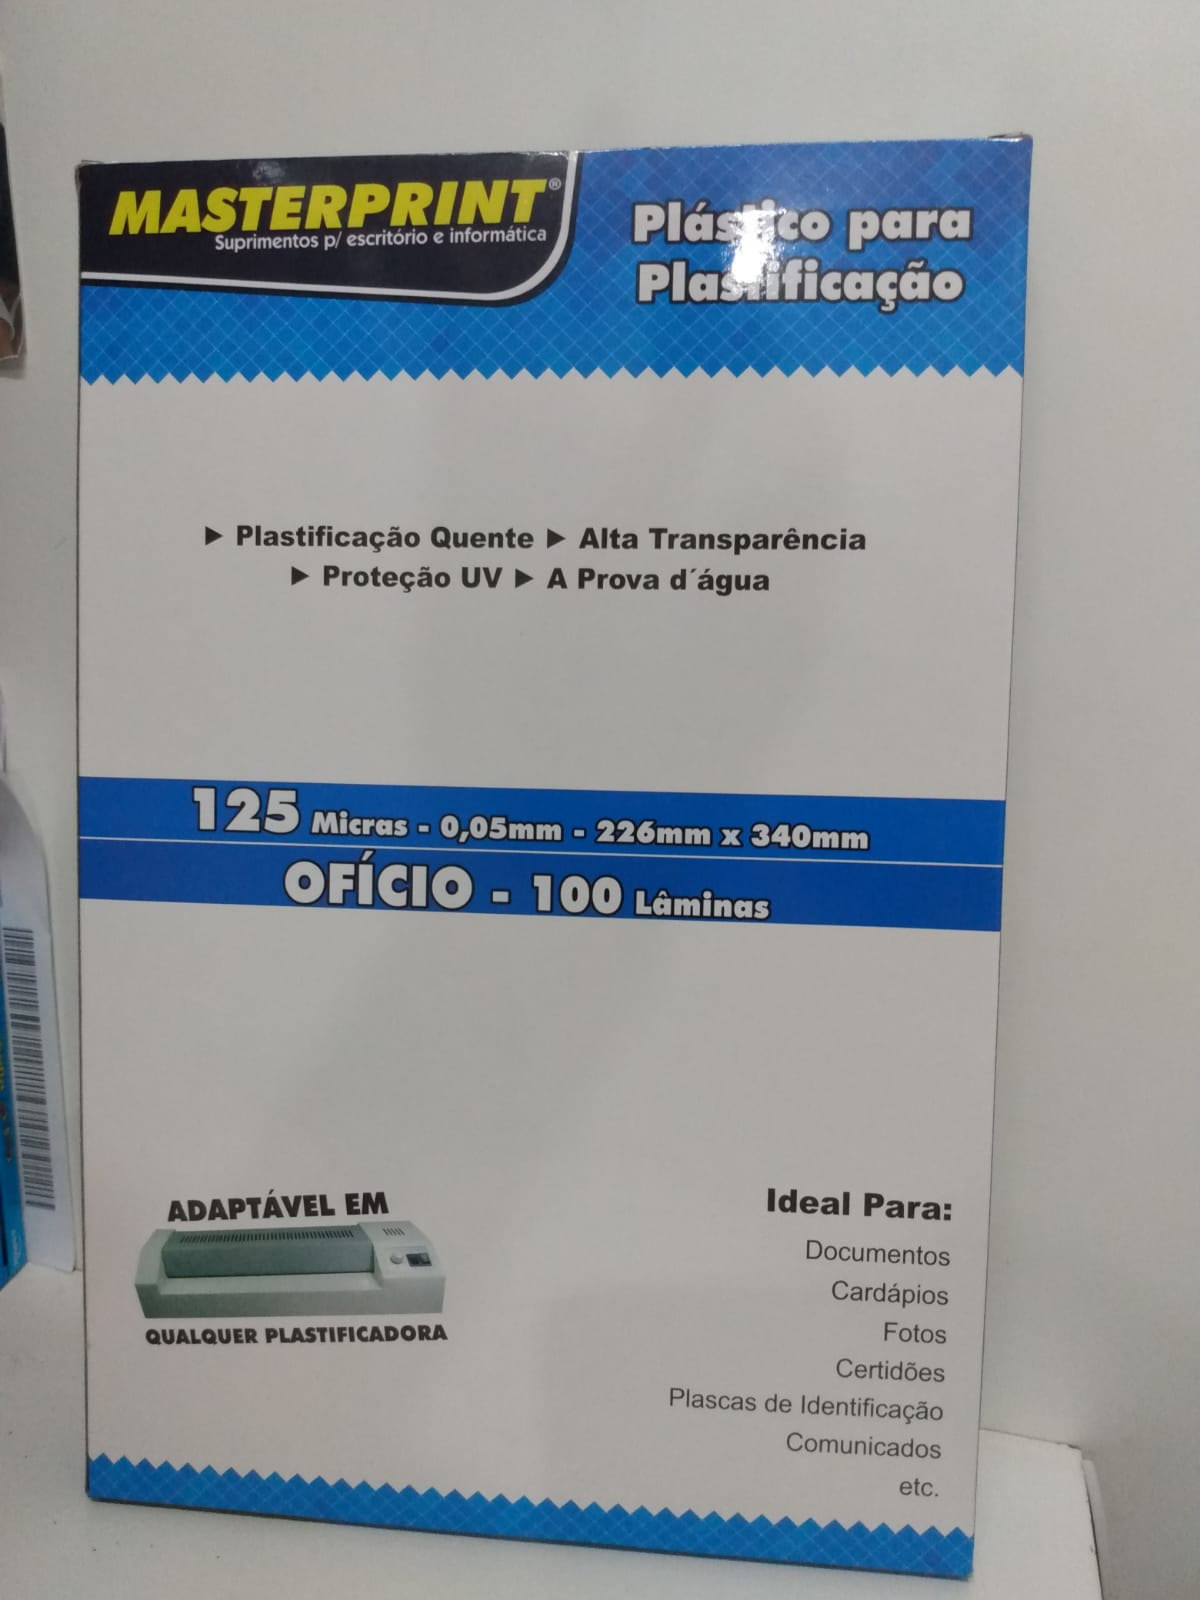 MASTERPRINT®
Suprimentos p/ escritório e informática
Plástico para
Plastificação
► Plastificação Quente ► Alta Transparência
► Proteção UV ► A Prova d´água
125 Micras - 0,05mm - 226mm x 340mm
OFÍCIO - 100 Lâminas
ADAPTÁVEL EM
QUALQUER PLASTIFICADORA
Ideal Para:
Documentos
Cardápios
Fotos
Certidões
Plascas de Identificação
Comunicados
etc.